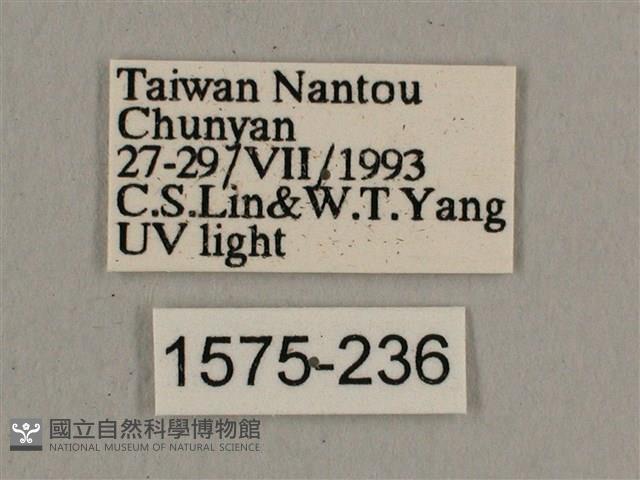 Taiwan Nantou
Chunyan
27-29/VII/1993
C.S.Lin&W.T.Yang
UV light
1575-236
國立自然科學博物館
NATIONAL MUSEUM OF NATURAL SCIENCE